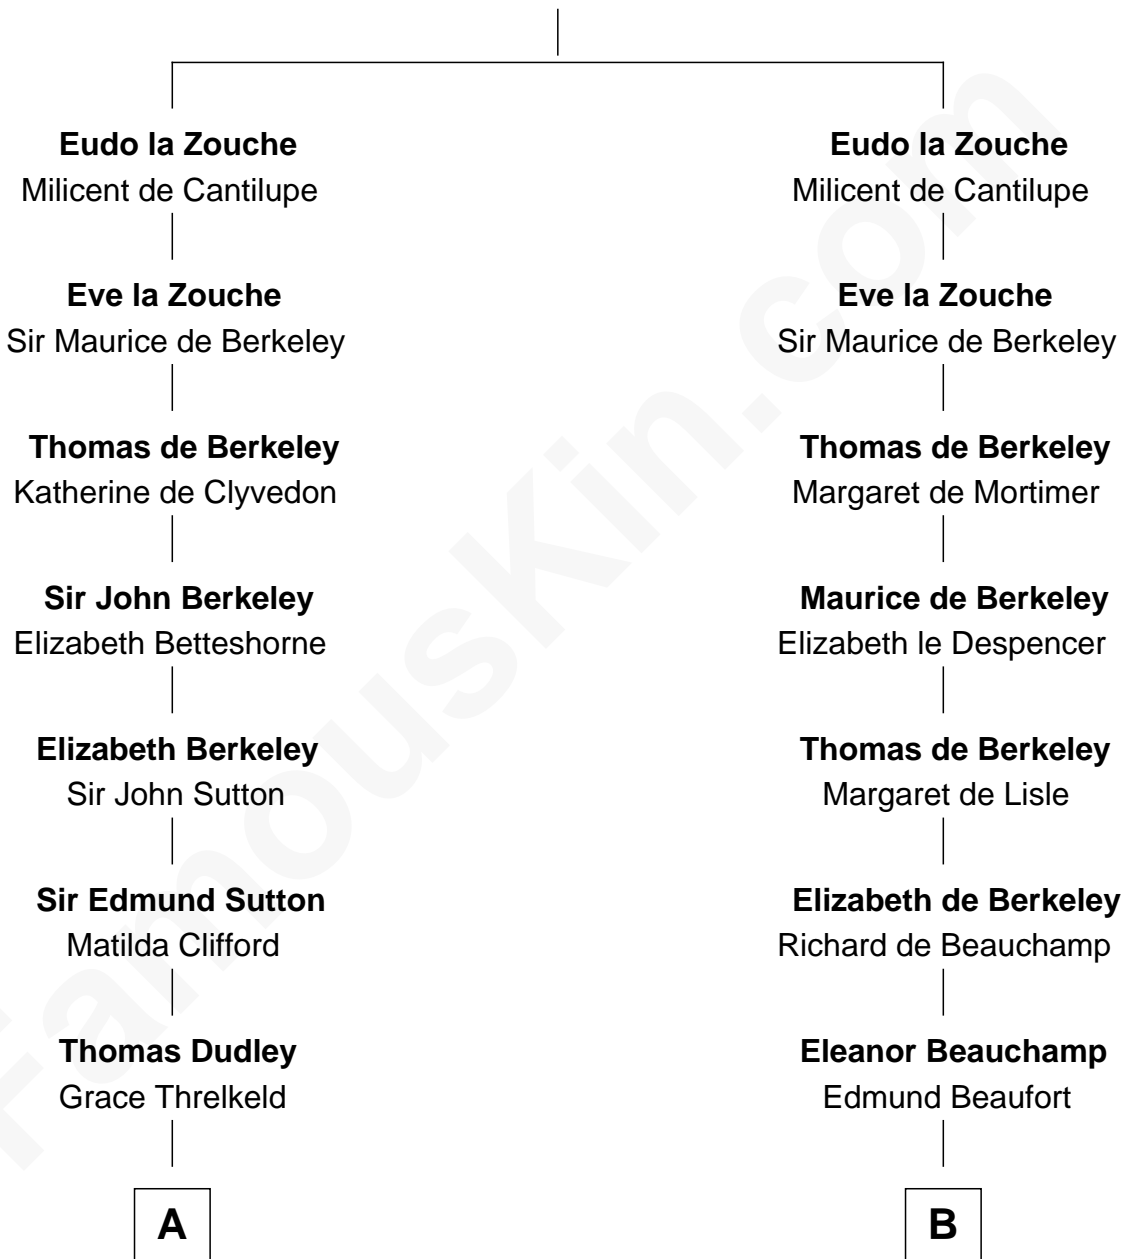 Eudo la Zouche
Milicent de Cantilupe
Eve la Zouche
Sir Maurice de Berkeley
Thomas de Berkeley
Katherine de Clyvedon
Sir John Berkeley
Elizabeth Betteshorne
Elizabeth Berkeley
Sir John Sutton
Sir Edmund Sutton
Matilda Clifford
Thomas Dudley
Grace Threlkeld
A
Eudo la Zouche
Milicent de Cantilupe
Eve la Zouche
Sir Maurice de Berkeley
Thomas de Berkeley
Margaret de Mortimer
Maurice de Berkeley
Elizabeth le Despencer
Thomas de Berkeley
Margaret de Lisle
Elizabeth de Berkeley
Richard de Beauchamp
Eleanor Beauchamp
Edmund Beaufort
B
FamousKin.com